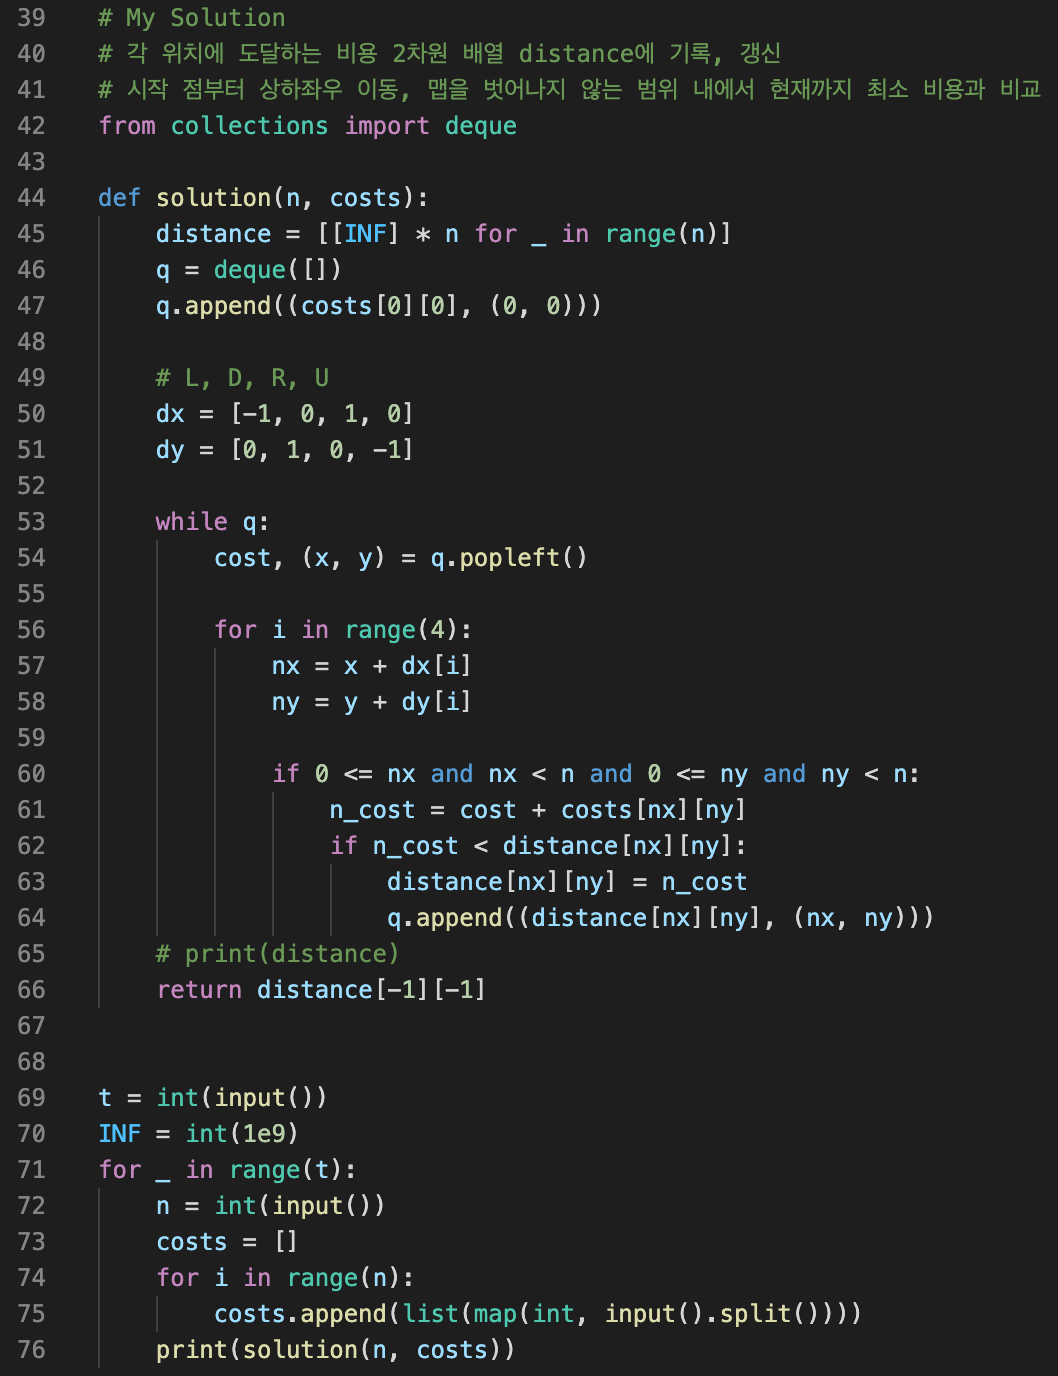 39 # My Solution
40 # 각 위치에 도달하는 비용 2차원 배열 distance에 기록, 갱신
41 # 시작 점부터 상하좌우 이동, 맵을 벗어나지 않는 범위 내에서 현재까지 최소 비용과 비교
42 from collections import deque
43
44 def solution(n, costs):
45     distance = [[INF] * n for _ in range(n)]
46     q = deque([])
47     q.append((costs[0][0], (0, 0)))
48
49     # L, D, R, U
50     dx = [-1, 0, 1, 0]
51     dy = [0, 1, 0, -1]
52
53     while q:
54         cost, (x, y) = q.popleft()
55
56         for i in range(4):
57             nx = x + dx[i]
58             ny = y + dy[i]
59
60             if 0 <= nx and nx < n and 0 <= ny and ny < n:
61                 n_cost = cost + costs[nx][ny]
62                 if n_cost < distance[nx][ny]:
63                     distance[nx][ny] = n_cost
64                     q.append((distance[nx][ny], (nx, ny)))
65     # print(distance)
66     return distance[-1][-1]
67
68
69 t = int(input())
70 INF = int(1e9)
71 for _ in range(t):
72     n = int(input())
73     costs = []
74     for i in range(n):
75         costs.append(list(map(int, input().split())))
76     print(solution(n, costs))